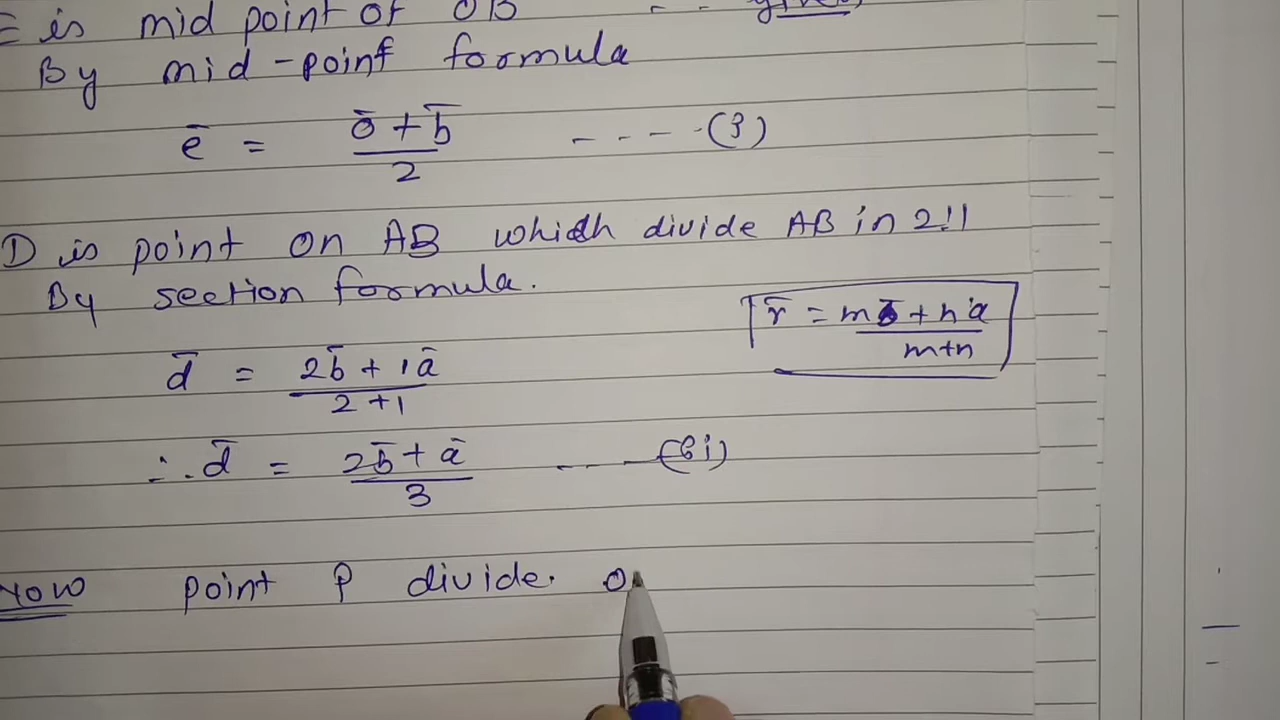 E is mid point of OB - - given
By mid-point formula
ē = ō + b̄ / 2 - - - - (i)
D is point on AB which divide AB in 2:1
By section formula.
r̄ = mb̄ + nā / m+n
d̄ = 2b̄ + 1ā / 2+1
∴ d̄ = 2b̄ + ā / 3 - - - - (ii)
Now point P divide. O